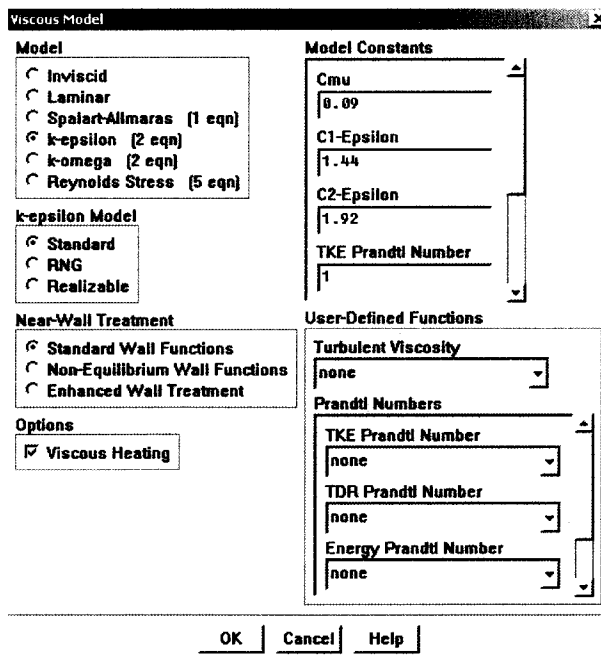 Viscous Model
Model
Inviscid
Laminar
Spalart-Allmaras (1 eqn)
k-epsilon (2 eqn)
k-omega (2 eqn)
Reynolds Stress (5 eqn)
k-epsilon Model
Standard
RNG
Realizable
Near-Wall Treatment
Standard Wall Functions
Non-Equilibrium Wall Functions
Enhanced Wall Treatment
Options
Viscous Heating
Model Constants
Cmu
0.09
C1-Epsilon
1.44
C2-Epsilon
1.92
TKE Prandtl Number
1
User-Defined Functions
Turbulent Viscosity
none
Prandtl Numbers
TKE Prandtl Number
none
TDR Prandtl Number
none
Energy Prandtl Number
none
OK Cancel Help